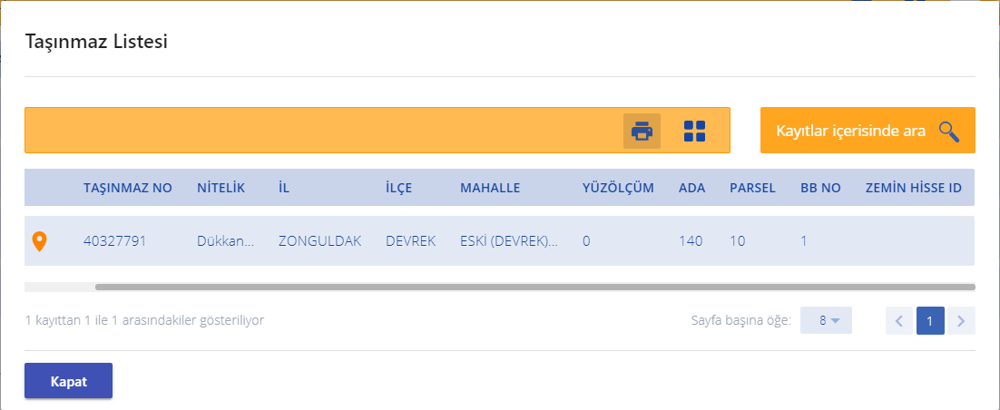 Taşınmaz Listesi
Kayıtlar içerisinde ara
TAŞINMAZ NO NİTELİK İL İLÇE MAHALLE YÜZÖLÇÜM ADA PARSEL BB NO ZEMİN HİSSE ID
40327791 Dükkan... ZONGULDAK DEVREK ESKİ (DEVREK)... 0 140 10 1
1 kayıttan 1 ile 1 arasındakiler gösteriliyor Sayfa başına öğe: 8 1
Kapat